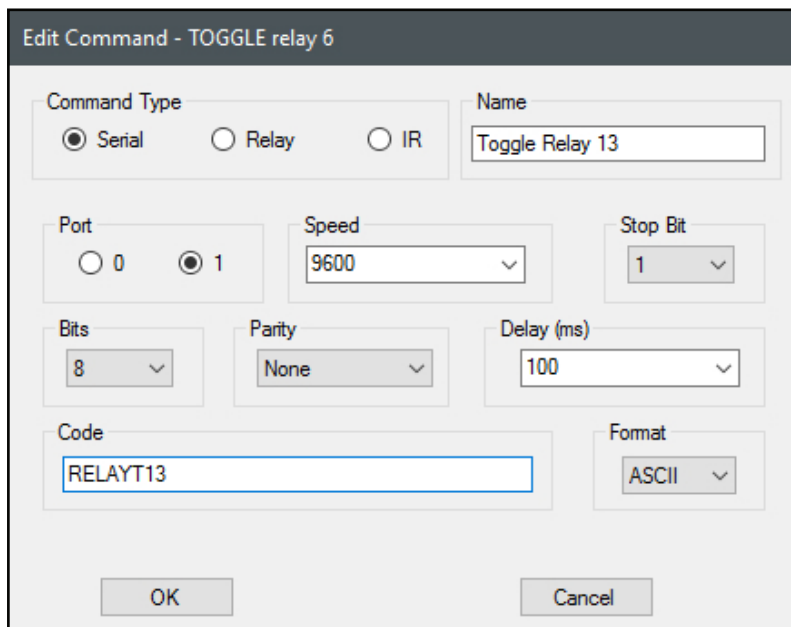 Edit Command - TOGGLE relay 6
Command Type
Serial
Relay
IR
Name
Toggle Relay 13
Port
0
1
Speed
9600
Stop Bit
1
Bits
8
Parity
None
Delay (ms)
100
Code
RELAYT13
Format
ASCII
OK
Cancel